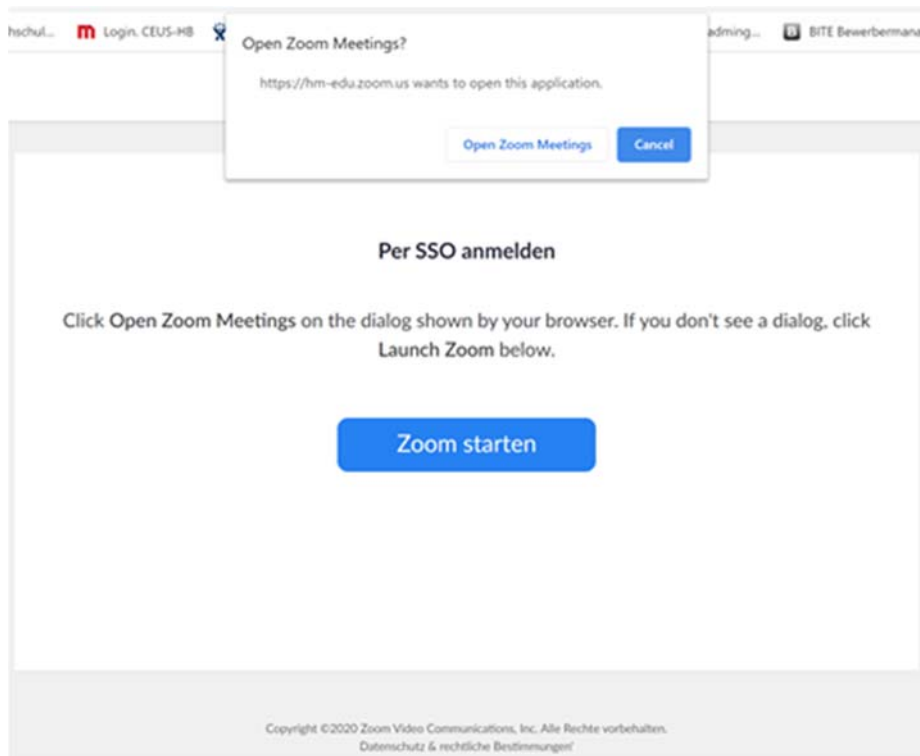 hschul... Login. CEUS-HB adming... BITE Bewerbermana
Open Zoom Meetings?
https://hm-edu.zoom.us wants to open this application.
Open Zoom Meetings Cancel
Per SSO anmelden
Click Open Zoom Meetings on the dialog shown by your browser. If you don't see a dialog, click
Launch Zoom below.
Zoom starten
Copyright ©2020 Zoom Video Communications, Inc. Alle Rechte vorbehalten.
Datenschutz & rechtliche Bestimmungen'